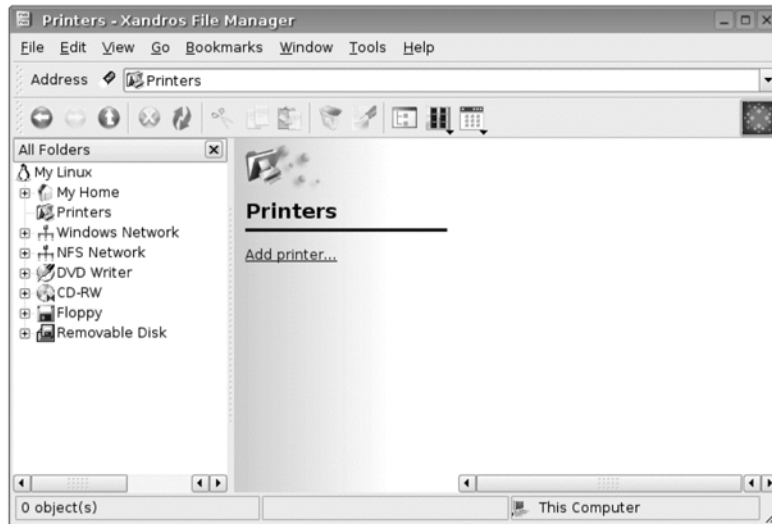 Printers - Xandros File Manager
File Edit View Go Bookmarks Window Tools Help
Address Printers
All Folders
My Linux
My Home
Printers
Windows Network
NFS Network
DVD Writer
CD-RW
Floppy
Removable Disk
Printers
Add printer...
0 object(s) This Computer